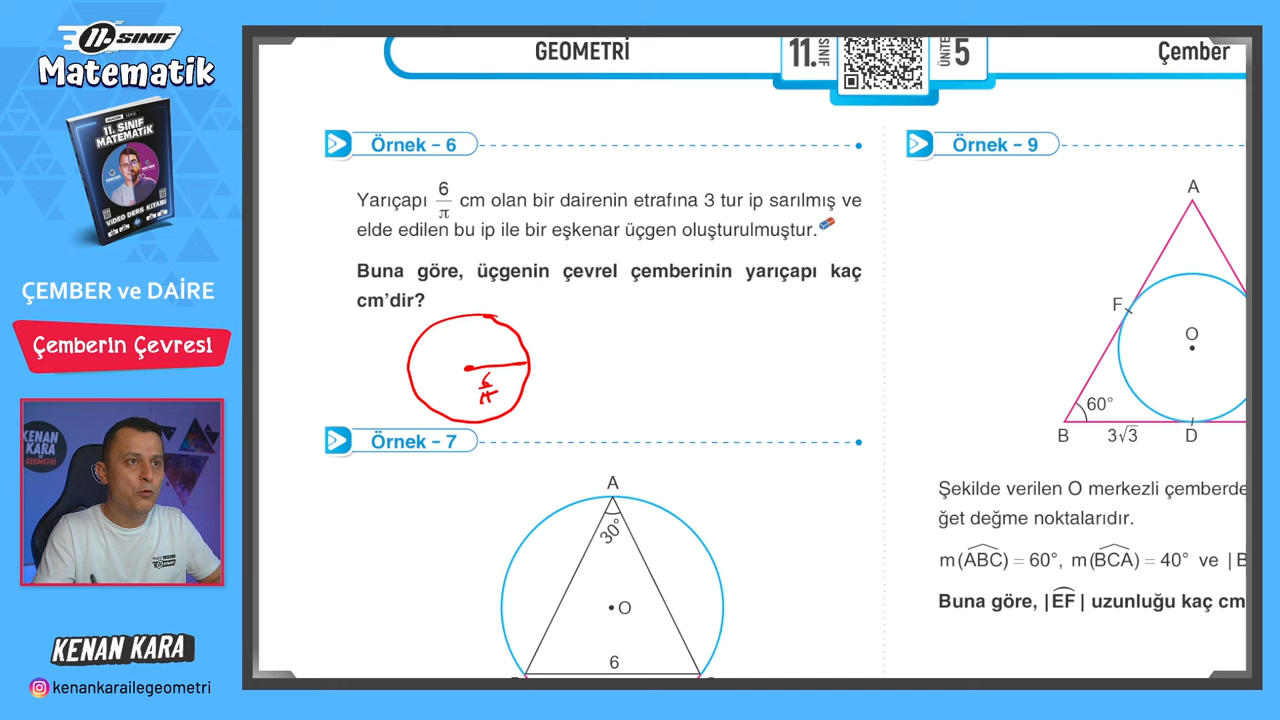 11. SINIF
Matematik
11. SINIF
MATEMATİK
VIDEO DERS KİTABI
ÇEMBER ve DAİRE
Çemberin Çevresi
KENAN
KARA
GEOMETRİ
KENAN KARA
kenankarailegeometri
GEOMETRİ
11. SINIF
ÜNİTE 5
Çember
Örnek – 6
Yarıçapı 6/π cm olan bir dairenin etrafına 3 tur ip sarılmış ve
elde edilen bu ip ile bir eşkenar üçgen oluşturulmuştur.
Buna göre, üçgenin çevrel çemberinin yarıçapı kaç
cm'dir?
6/π
Örnek – 7
A
30°
O
6
Örnek – 9
A
F
O
60°
B
3√3
D
Şekilde verilen O merkezli çemberde
ğet değme noktalarıdır.
m(ABC) = 60°, m(BCA) = 40° ve |B
Buna göre, |EF| uzunluğu kaç cm